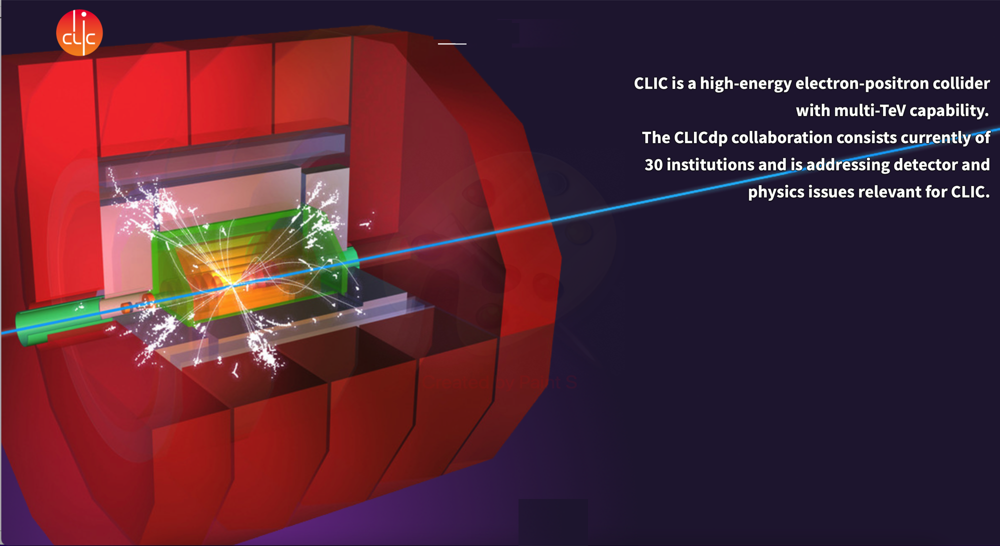 clic
CLIC is a high-energy electron-positron collider
with multi-TeV capability.
The CLICdp collaboration consists currently of
30 institutions and is addressing detector and
physics issues relevant for CLIC.
Created by Paint S